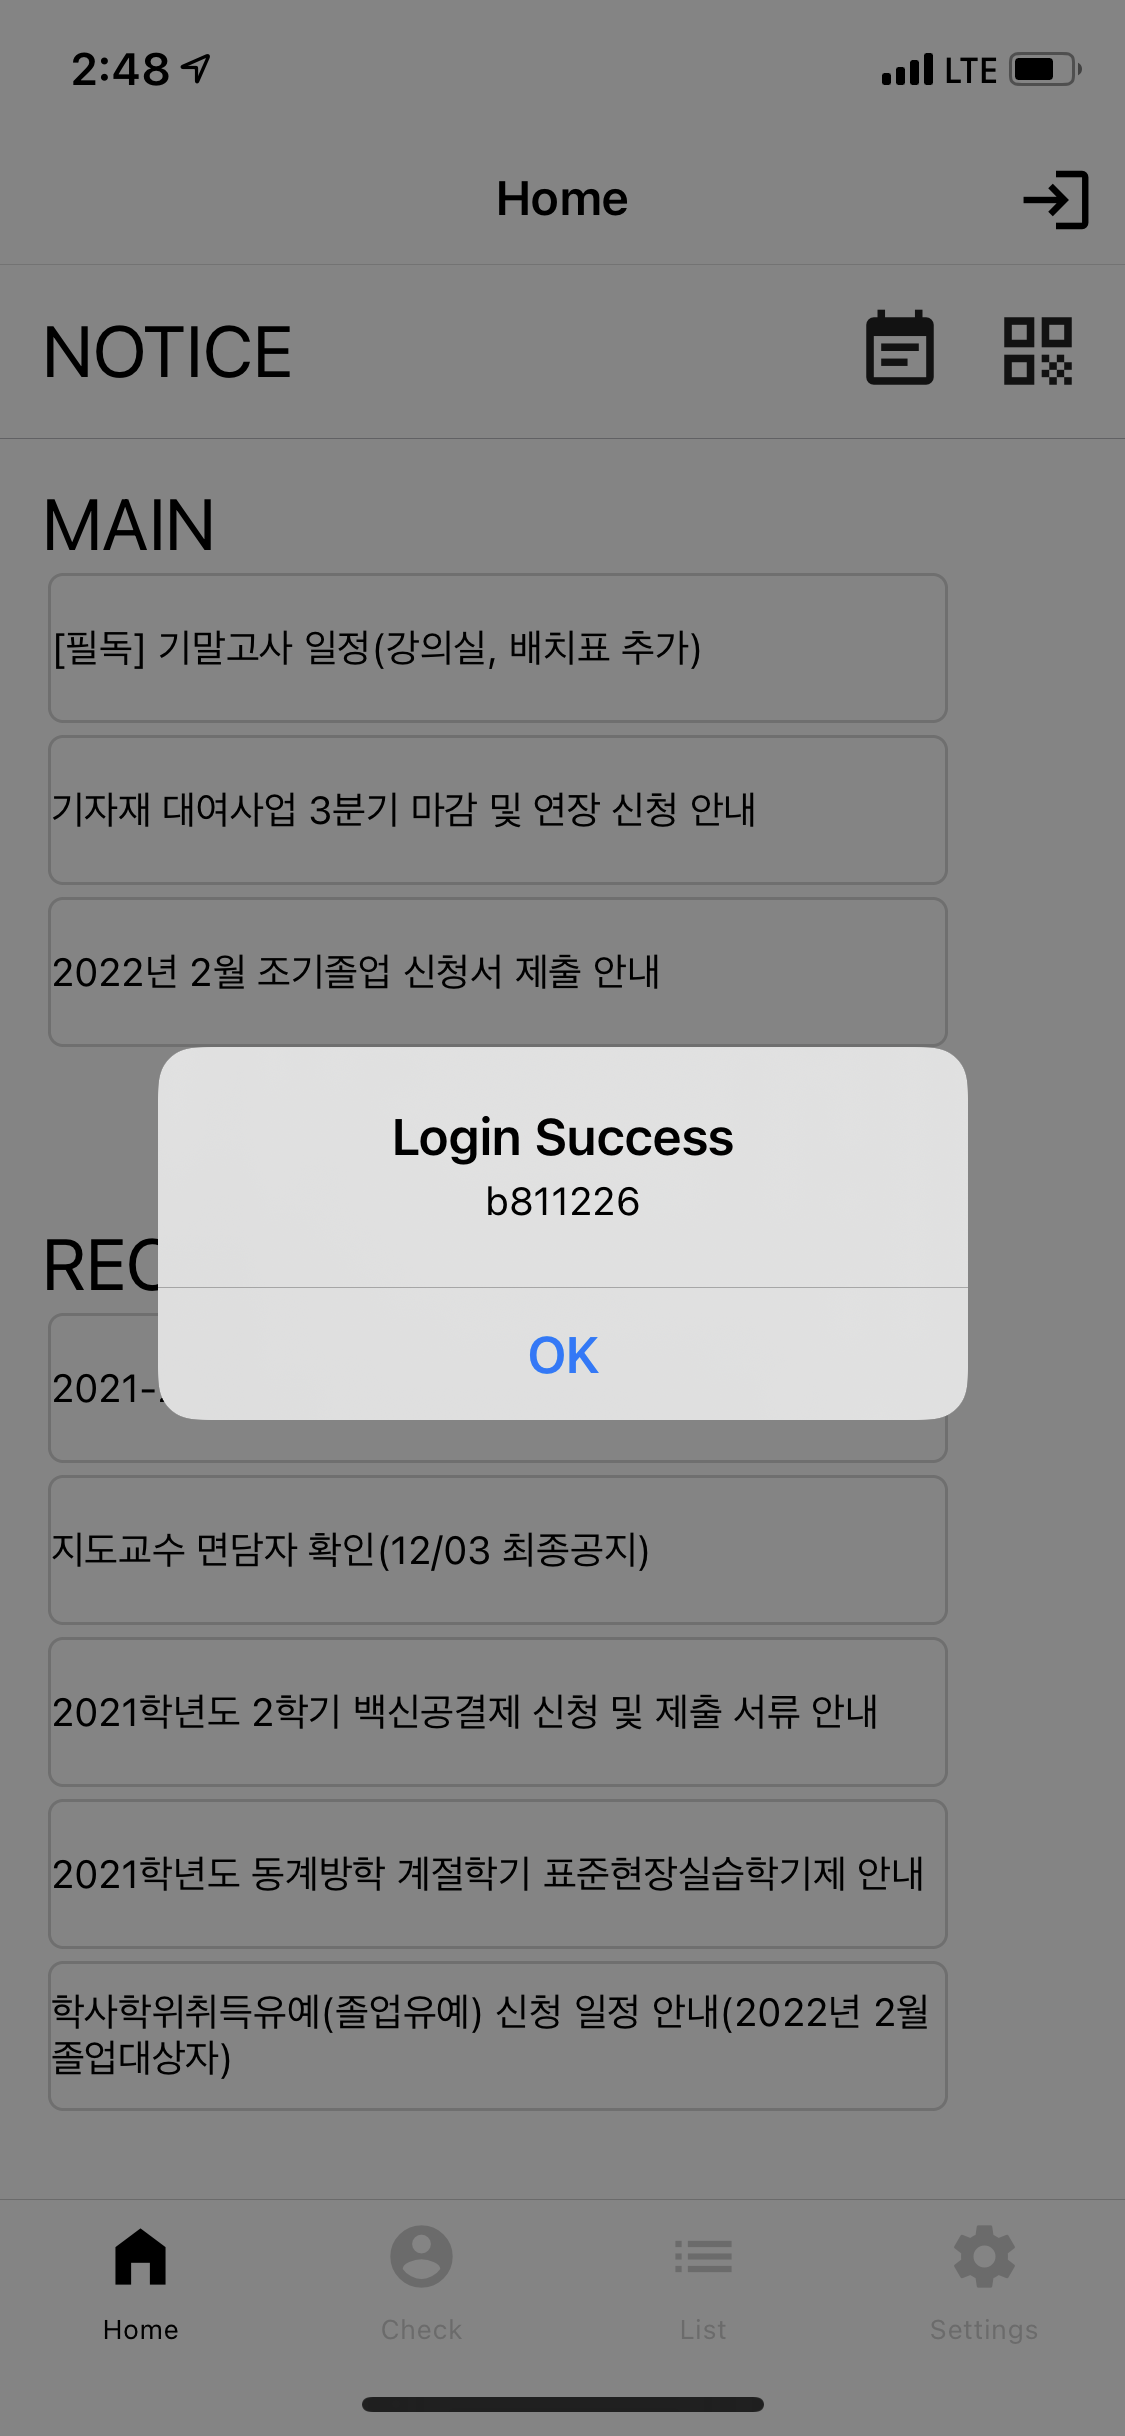 2:48
LTE
Home
NOTICE
MAIN
[필독] 기말고사 일정(강의실, 배치표 추가)
기자재 대여사업 3분기 마감 및 연장 신청 안내
2022년 2월 조기졸업 신청서 제출 안내
Login Success
b811226
OK
2021-
지도교수 면담자 확인(12/03 최종공지)
2021학년도 2학기 백신공결제 신청 및 제출 서류 안내
2021학년도 동계방학 계절학기 표준현장실습학기제 안내
학사학위취득유예(졸업유예) 신청 일정 안내(2022년 2월
졸업대상자)
Home
Check
List
Settings